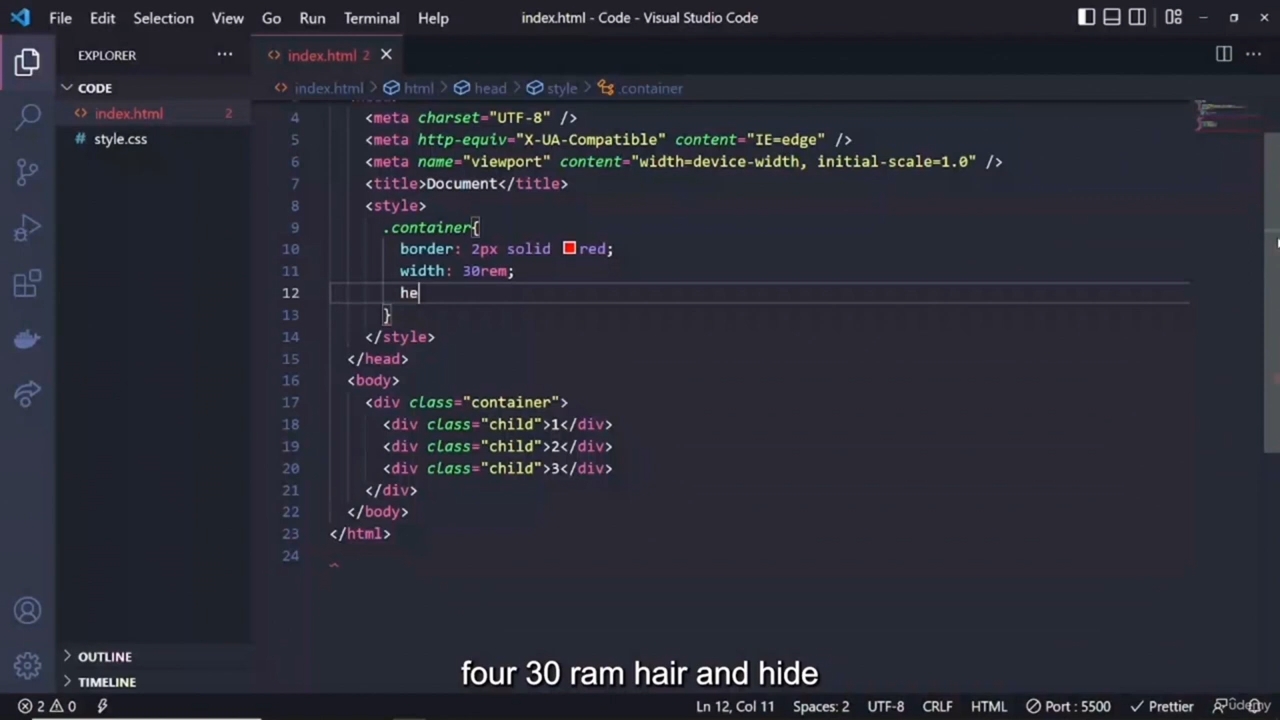 File Edit Selection View Go Run Terminal Help index.html - Code - Visual Studio Code
EXPLORER
index.html 2
CODE
index.html > html > head > style > .container
index.html 2
style.css
4 <meta charset="UTF-8" />
5 <meta http-equiv="X-UA-Compatible" content="IE=edge" />
6 <meta name="viewport" content="width=device-width, initial-scale=1.0" />
7 <title>Document</title>
8 <style>
9 .container{
10 border: 2px solid red;
11 width: 30rem;
12 he
13 }
14 </style>
15 </head>
16 <body>
17 <div class="container">
18 <div class="child">1</div>
19 <div class="child">2</div>
20 <div class="child">3</div>
21 </div>
22 </body>
23 </html>
24
OUTLINE
TIMELINE
four 30 ram hair and hide
2 0 Ln 12, Col 11 Spaces: 2 UTF-8 CRLF HTML Port : 5500 Prettier
Udemy